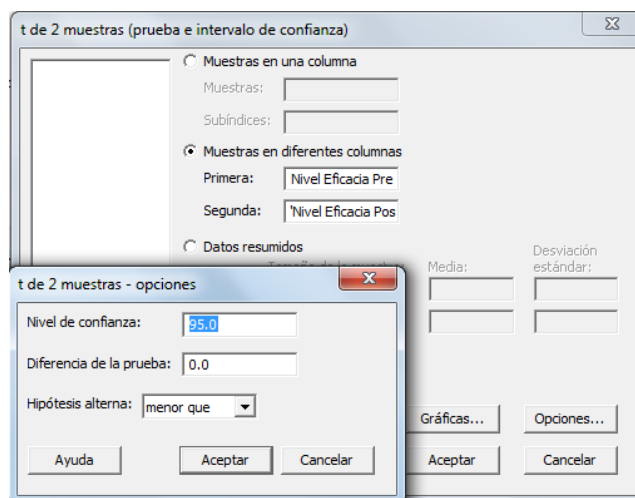 t de 2 muestras (prueba e intervalo de confianza)
Muestras en una columna
Muestras:
Subíndices:
Muestras en diferentes columnas
Primera: Nivel Eficacia Pre
Segunda: 'Nivel Eficacia Pos
Datos resumidos
Media:
Desviación
estándar:
Gráficas...
Opciones...
Aceptar
Cancelar
t de 2 muestras - opciones
Nivel de confianza: 95.0
Diferencia de la prueba: 0.0
Hipótesis alterna: menor que
Ayuda
Aceptar
Cancelar